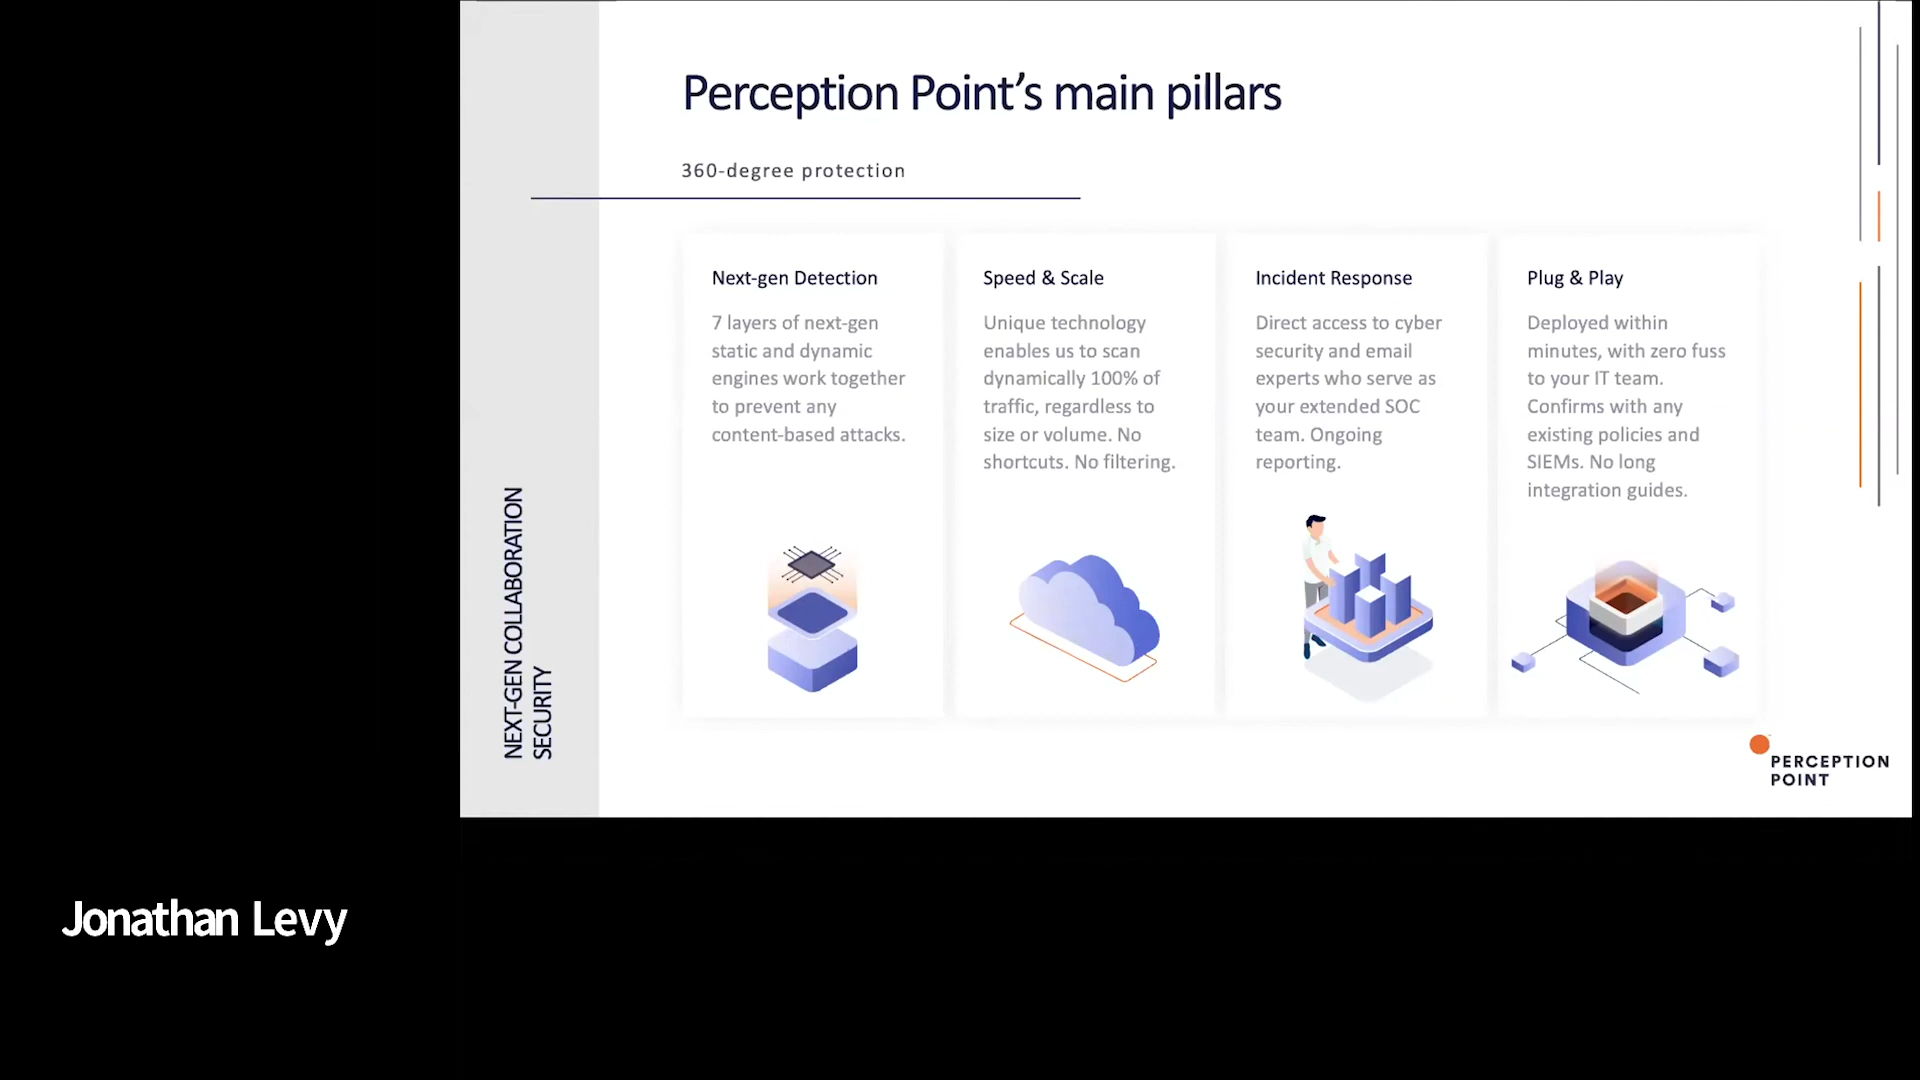 Perception Point’s main pillars
360-degree protection
Next-gen Detection
7 layers of next-gen
static and dynamic
engines work together
to prevent any
content-based attacks.
Speed & Scale
Unique technology
enables us to scan
dynamically 100% of
traffic, regardless to
size or volume. No
shortcuts. No filtering.
Incident Response
Direct access to cyber
security and email
experts who serve as
your extended SOC
team. Ongoing
reporting.
Plug & Play
Deployed within
minutes, with zero fuss
to your IT team.
Confirms with any
existing policies and
SIEMs. No long
integration guides.
NEXT-GEN COLLABORATION
SECURITY
PERCEPTION
POINT
Jonathan Levy